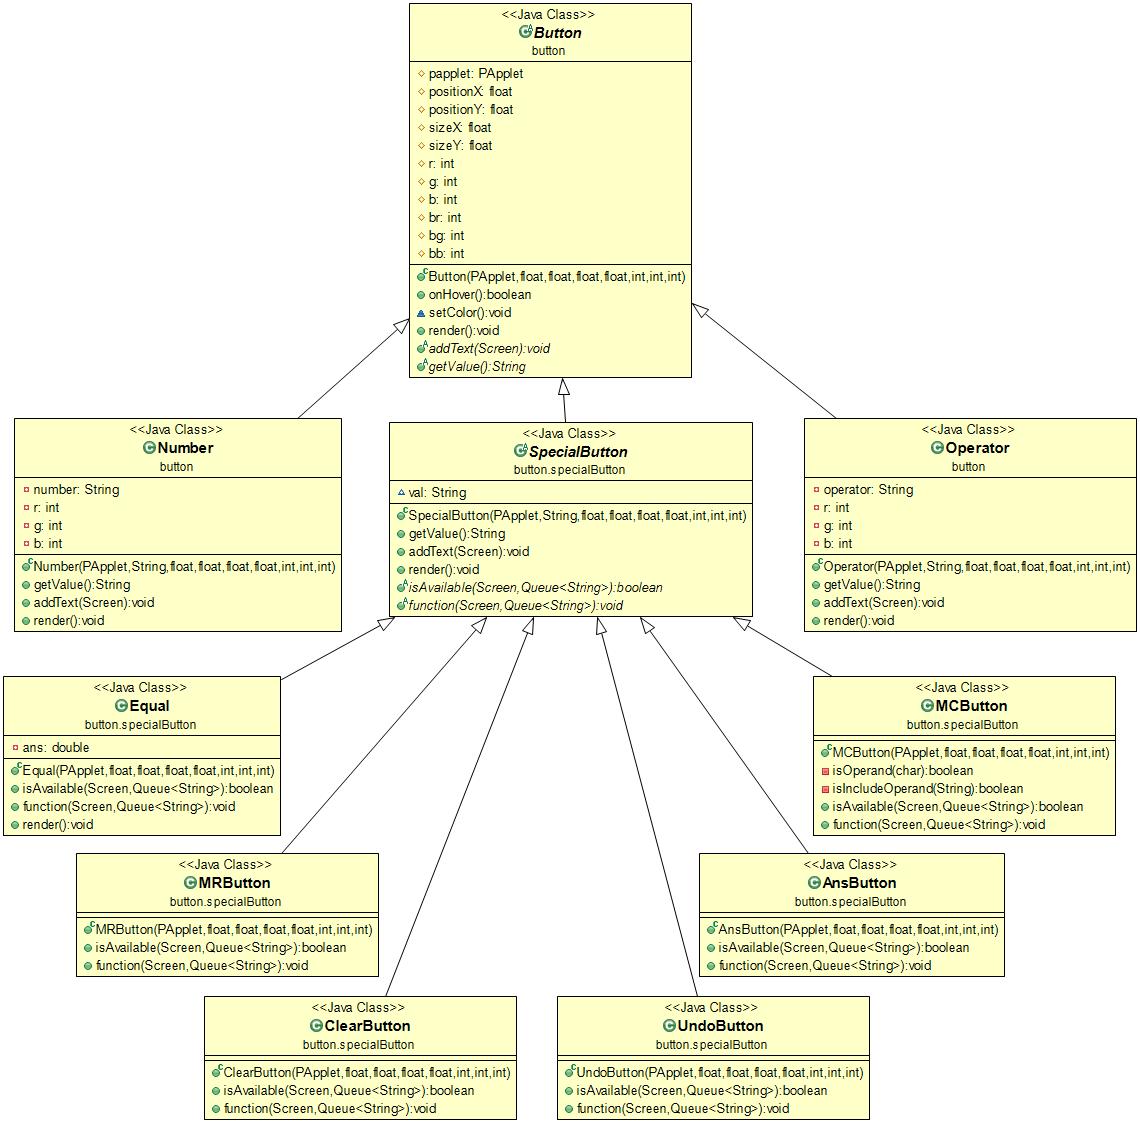 <<Java Class>>
Button
button
papplet: PApplet
positionX: float
positionY: float
sizeX: float
sizeY: float
r: int
g: int
b: int
br: int
bg: int
bb: int
Button(PApplet,float,float,float,float,int,int,int)
onHover():boolean
setColor():void
render():void
addText(Screen):void
getValue():String
<<Java Class>>
Number
button
number: String
r: int
g: int
b: int
Number(PApplet,String,float,float,float,float,int,int,int)
getValue():String
addText(Screen):void
render():void
<<Java Class>>
SpecialButton
button.specialButton
val: String
SpecialButton(PApplet,String,float,float,float,float,int,int,int)
getValue():String
addText(Screen):void
render():void
isAvailable(Screen,Queue<String>):boolean
function(Screen,Queue<String>):void
<<Java Class>>
Operator
button
operator: String
r: int
g: int
b: int
Operator(PApplet,String,float,float,float,float,int,int,int)
getValue():String
addText(Screen):void
render():void
<<Java Class>>
Equal
button.specialButton
ans: double
Equal(PApplet,float,float,float,float,int,int,int)
isAvailable(Screen,Queue<String>):boolean
function(Screen,Queue<String>):void
render():void
<<Java Class>>
MCButton
button.specialButton
MCButton(PApplet,float,float,float,float,int,int,int)
isOperand(char):boolean
isIncludeOperand(String):boolean
isAvailable(Screen,Queue<String>):boolean
function(Screen,Queue<String>):void
<<Java Class>>
MRButton
button.specialButton
MRButton(PApplet,float,float,float,float,int,int,int)
isAvailable(Screen,Queue<String>):boolean
function(Screen,Queue<String>):void
<<Java Class>>
AnsButton
button.specialButton
AnsButton(PApplet,float,float,float,float,int,int,int)
isAvailable(Screen,Queue<String>):boolean
function(Screen,Queue<String>):void
<<Java Class>>
ClearButton
button.specialButton
ClearButton(PApplet,float,float,float,float,int,int,int)
isAvailable(Screen,Queue<String>):boolean
function(Screen,Queue<String>):void
<<Java Class>>
UndoButton
button.specialButton
UndoButton(PApplet,float,float,float,float,int,int,int)
isAvailable(Screen,Queue<String>):boolean
function(Screen,Queue<String>):void